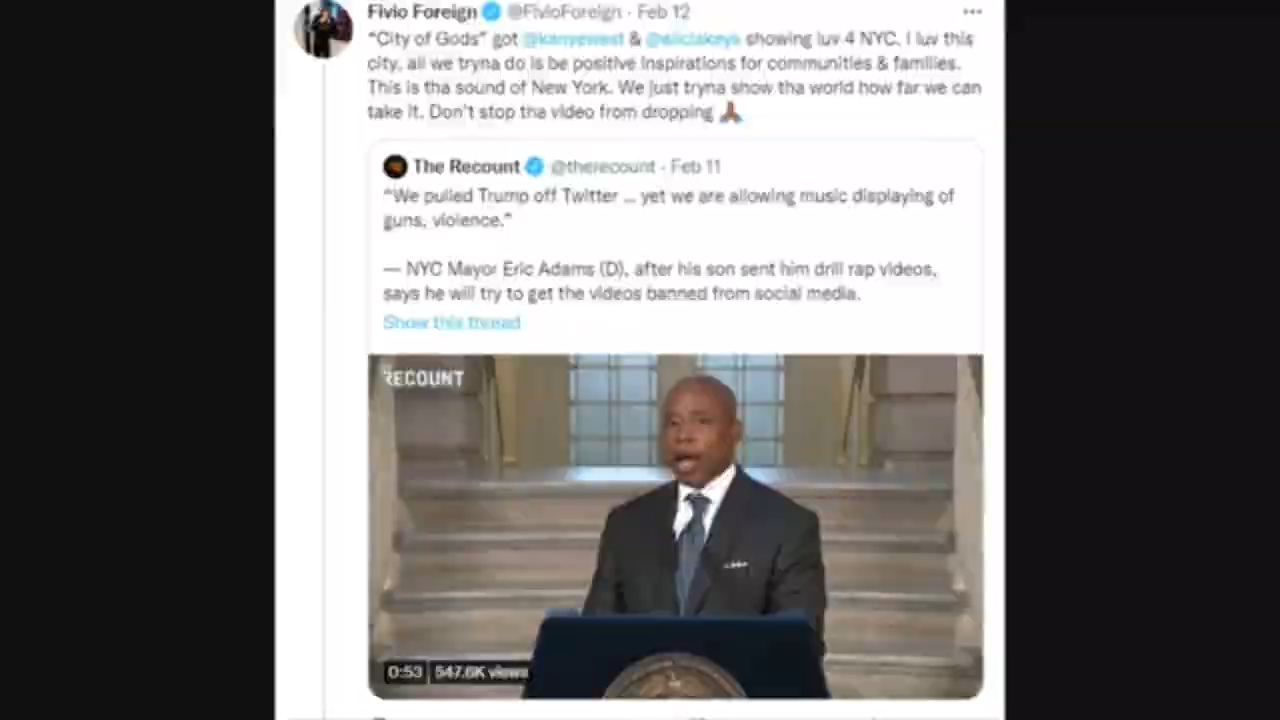 Fivio Foreign @FivioForeign · Feb 12
"City of Gods" got @kanyewest & @aliciakeys showing luv 4 NYC. I luv this
city, all we tryna do is be positive inspirations for communities & families.
This is tha sound of New York. We just tryna show tha world how far we can
take it. Don't stop tha video from dropping
The Recount @therecount · Feb 11
"We pulled Trump off Twitter ... yet we are allowing music displaying of
guns, violence."
— NYC Mayor Eric Adams (D), after his son sent him drill rap videos,
says he will try to get the videos banned from social media.
Show this thread
RECOUNT
0:53 547.6K views